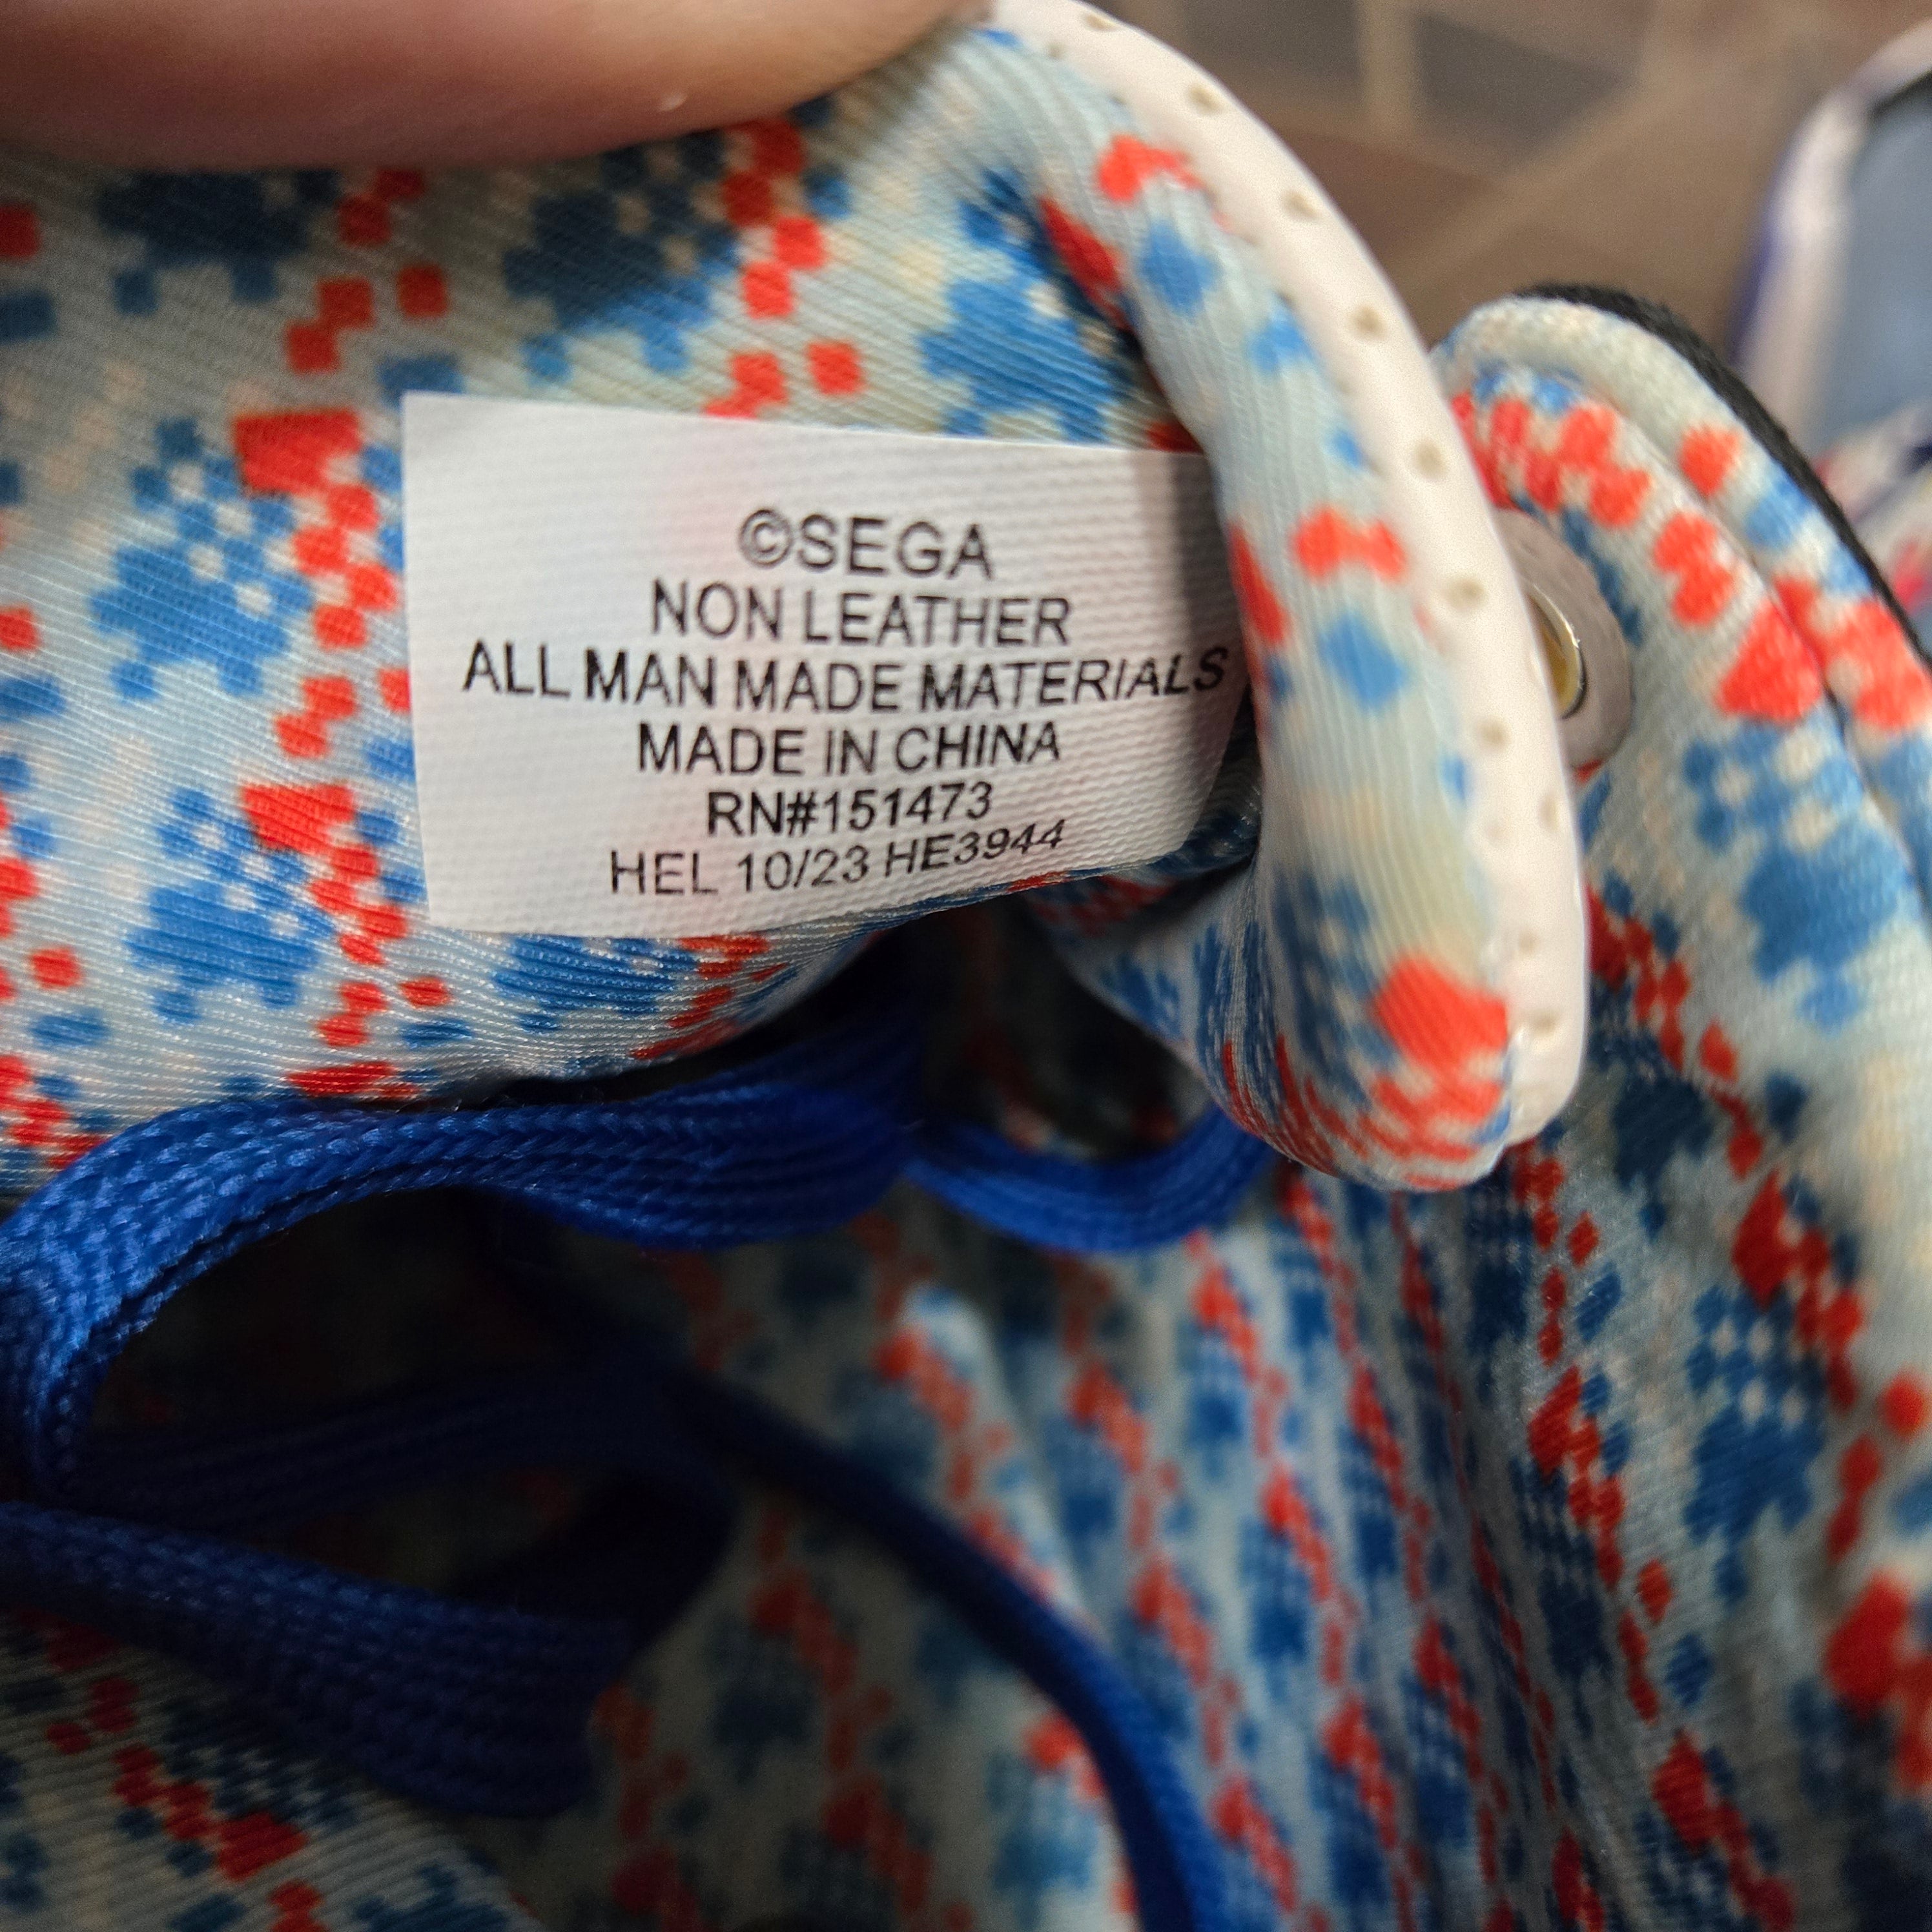 ©SEGA
NON LEATHER
ALL MAN MADE MATERIALS
MADE IN CHINA
RN#151473
HEL 10/23 HE3944